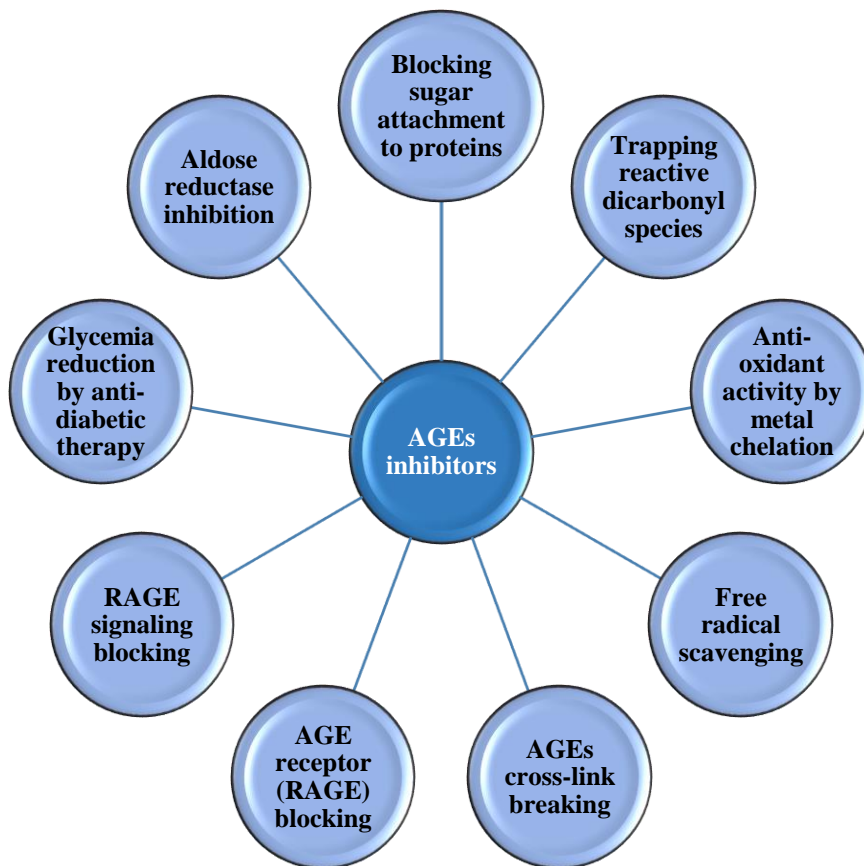 Blocking
sugar
attachment
to proteins
Trapping
reactive
dicarbonyl
species
Anti-
oxidant
activity by
metal
chelation
Free
radical
scavenging
AGEs
cross-link
breaking
AGE
receptor
(RAGE)
blocking
RAGE
signaling
blocking
Glycemia
reduction
by anti-
diabetic
therapy
Aldose
reductase
inhibition
AGEs
inhibitors